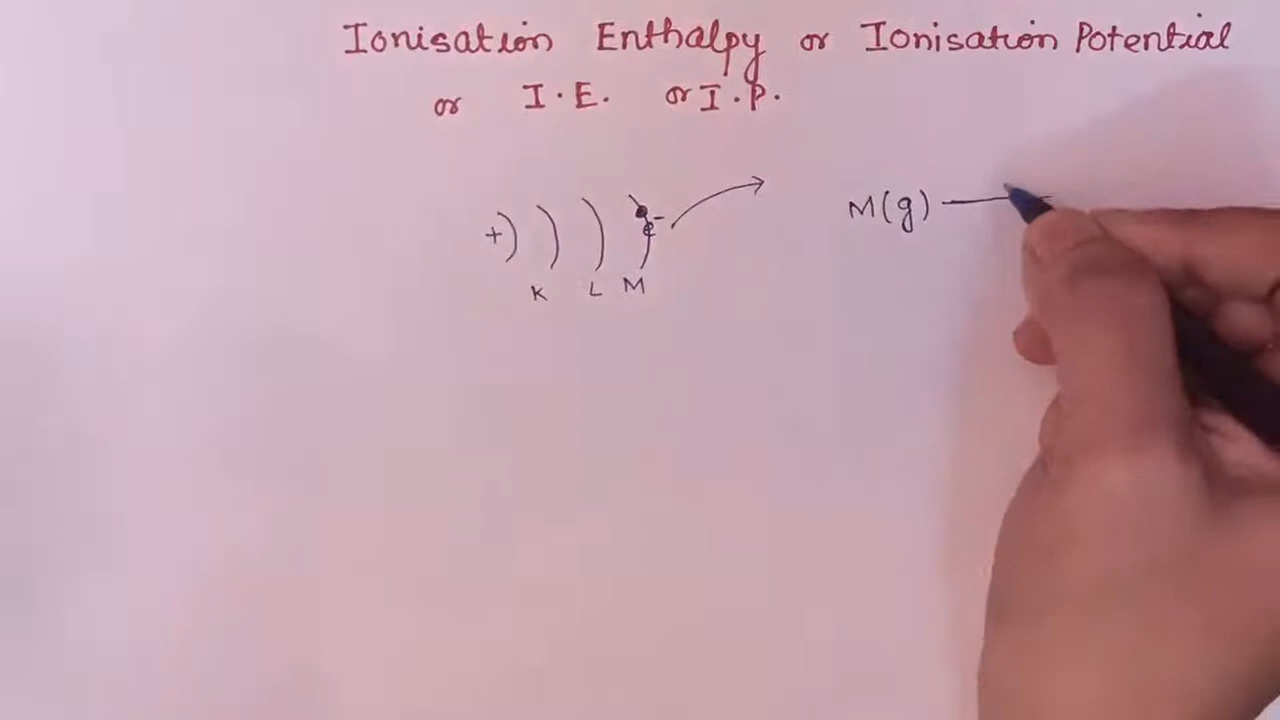 Ionisation Enthalpy or Ionisation Potential
or I.E. or I.P.
M(g)
+) e-
K L M